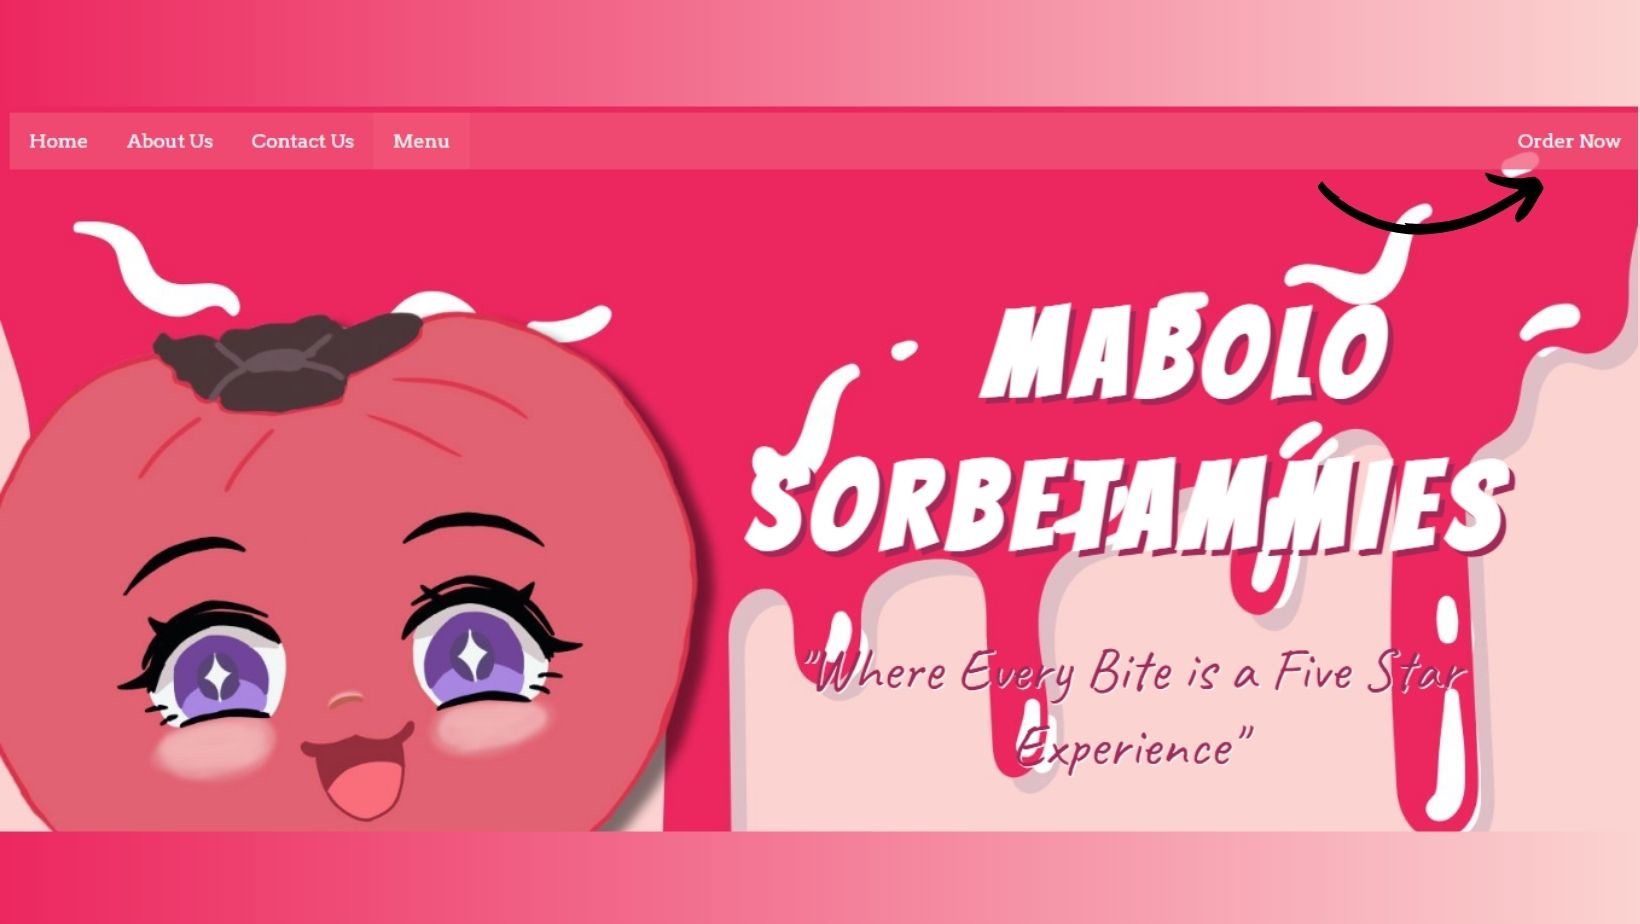 Home About Us Contact Us Menu Order Now
MABOLO
SORBETAMMIES
"Where Every Bite is a Five Star
Experience"